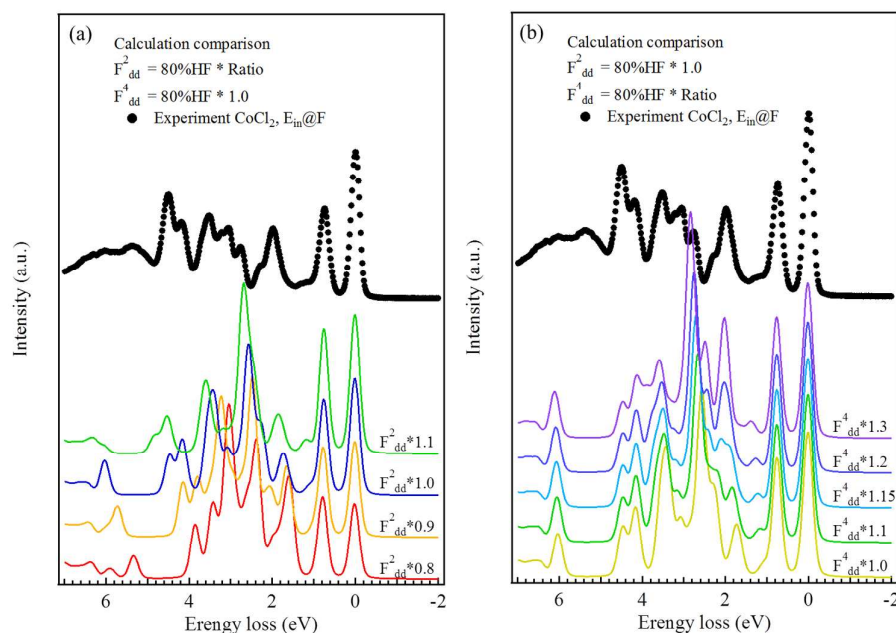 (a)
Calculation comparison
F²dd = 80%HF * Ratio
F⁴dd = 80%HF * 1.0
● Experiment CoCl₂, Eᵢₙ@F
F²dd*1.1
F²dd*1.0
F²dd*0.9
F²dd*0.8
Intensity (a.u.)
6 4 2 0 -2
Erengy loss (eV)
(b)
Calculation comparison
F²dd = 80%HF * 1.0
F⁴dd = 80%HF * Ratio
● Experiment CoCl₂, Eᵢₙ@F
F⁴dd*1.3
F⁴dd*1.2
F⁴dd*1.15
F⁴dd*1.1
F⁴dd*1.0
Intensity (a.u.)
6 4 2 0 -2
Erengy loss (eV)